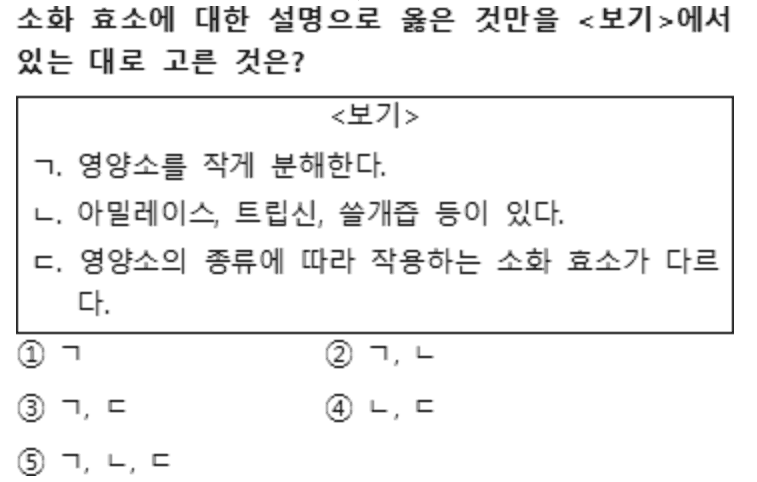 소화 효소에 대한 설명으로 옳은 것만을 <보기>에서
있는 대로 고른 것은?
<보기>
ㄱ. 영양소를 작게 분해한다.
ㄴ. 아밀레이스, 트립신, 쓸개즙 등이 있다.
ㄷ. 영양소의 종류에 따라 작용하는 소화 효소가 다르
다.
① ㄱ ② ㄱ, ㄴ
③ ㄱ, ㄷ ④ ㄴ, ㄷ
⑤ ㄱ, ㄴ, ㄷ